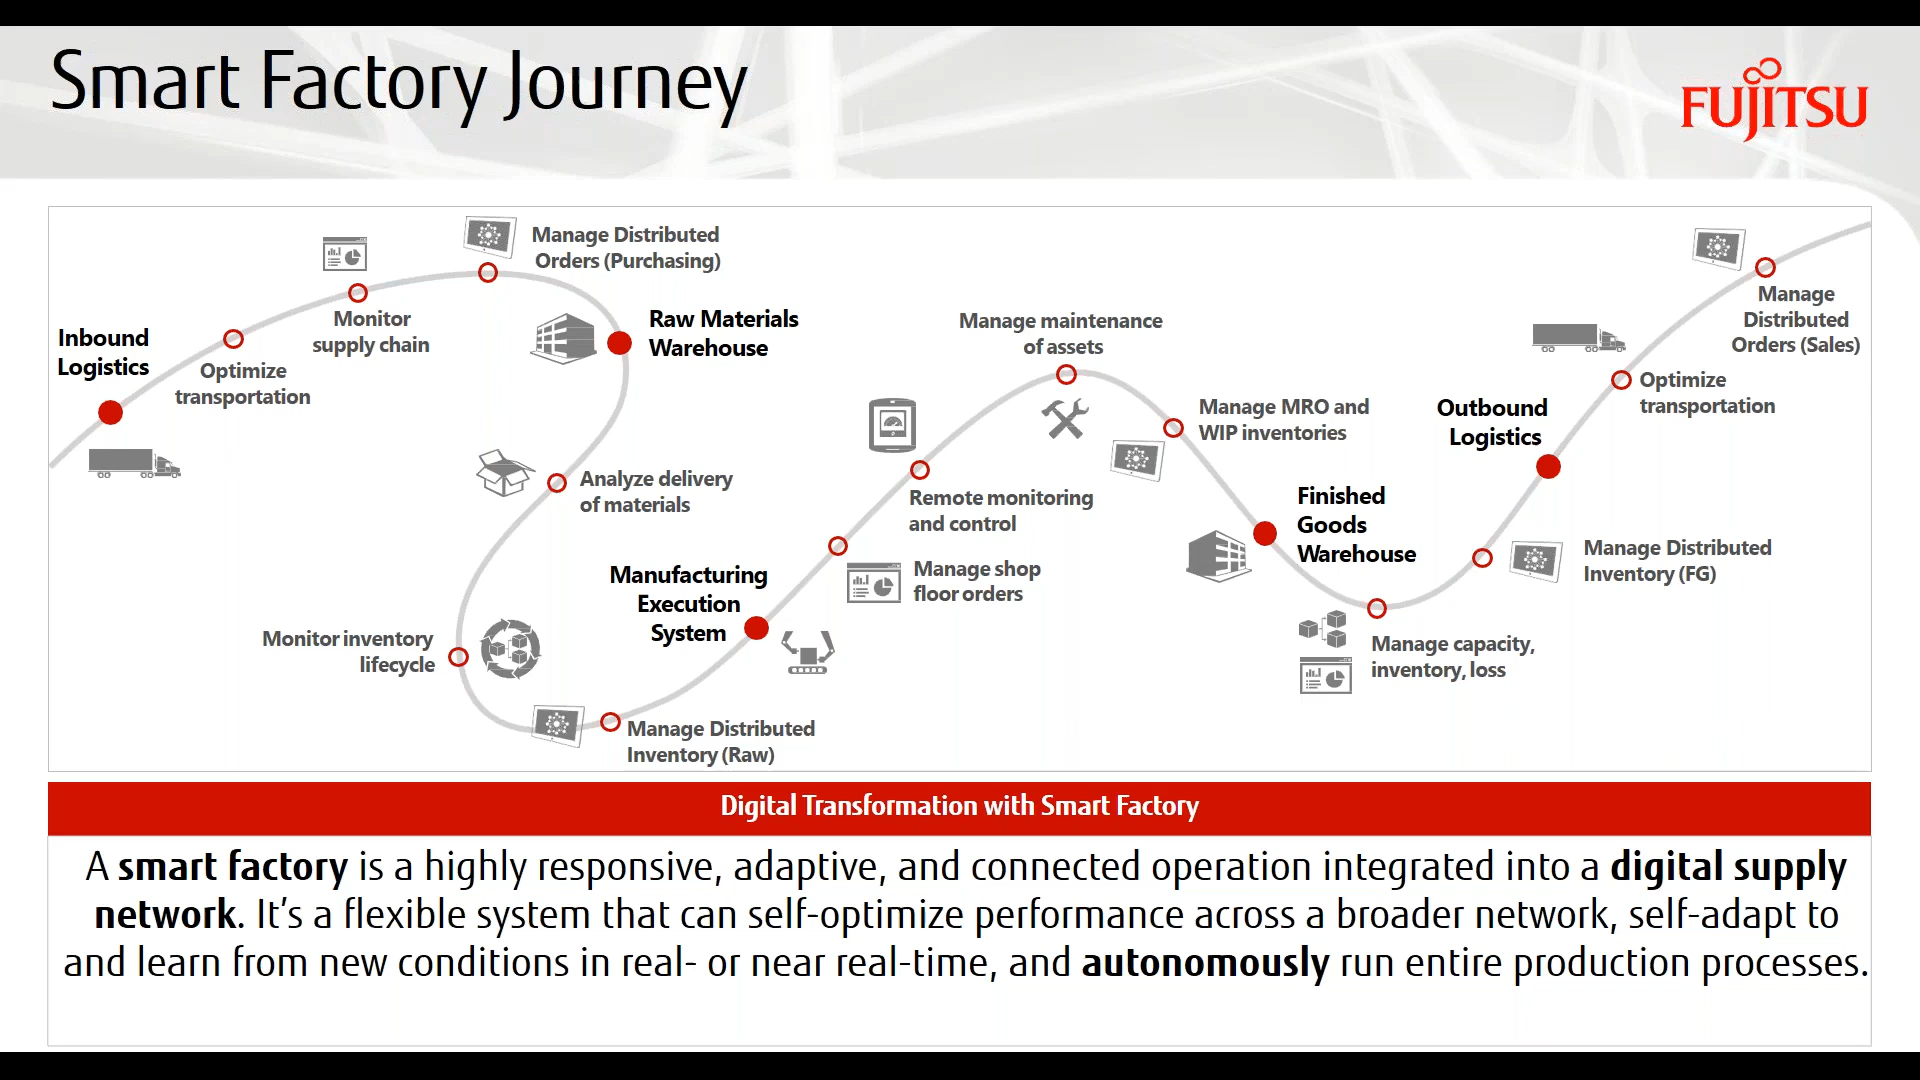 Smart Factory Journey
FUJITSU
Inbound
Logistics
Optimize
transportation
Monitor
supply chain
Manage Distributed
Orders (Purchasing)
Raw Materials
Warehouse
Analyze delivery
of materials
Monitor inventory
lifecycle
Manage Distributed
Inventory (Raw)
Manufacturing
Execution
System
Manage shop
floor orders
Remote monitoring
and control
Manage maintenance
of assets
Manage MRO and
WIP inventories
Finished
Goods
Warehouse
Manage capacity,
inventory, loss
Manage Distributed
Inventory (FG)
Outbound
Logistics
Optimize
transportation
Manage
Distributed
Orders (Sales)
Digital Transformation with Smart Factory
A smart factory is a highly responsive, adaptive, and connected operation integrated into a digital supply
network. It’s a flexible system that can self-optimize performance across a broader network, self-adapt to
and learn from new conditions in real- or near real-time, and autonomously run entire production processes.